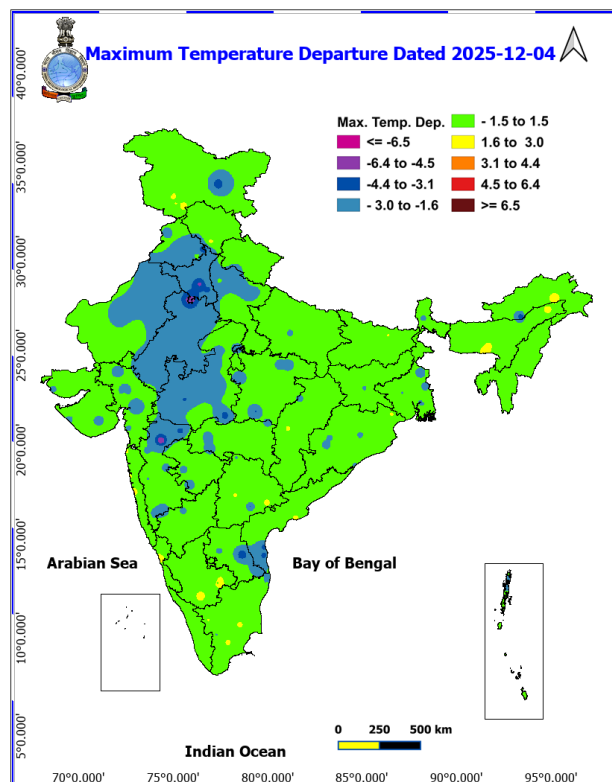 Maximum Temperature Departure Dated 2025-12-04
Max. Temp. Dep.
<= -6.5
-6.4 to -4.5
-4.4 to -3.1
- 3.0 to -1.6
- 1.5 to 1.5
1.6 to 3.0
3.1 to 4.4
4.5 to 6.4
>= 6.5
40°0.000'
35°0.000'
30°0.000'
25°0.000'
20°0.000'
15°0.000'
10°0.000'
5°0.000'
Arabian Sea
Bay of Bengal
Indian Ocean
0 250 500 km
70°0.000' 75°0.000' 80°0.000' 85°0.000' 90°0.000' 95°0.000'